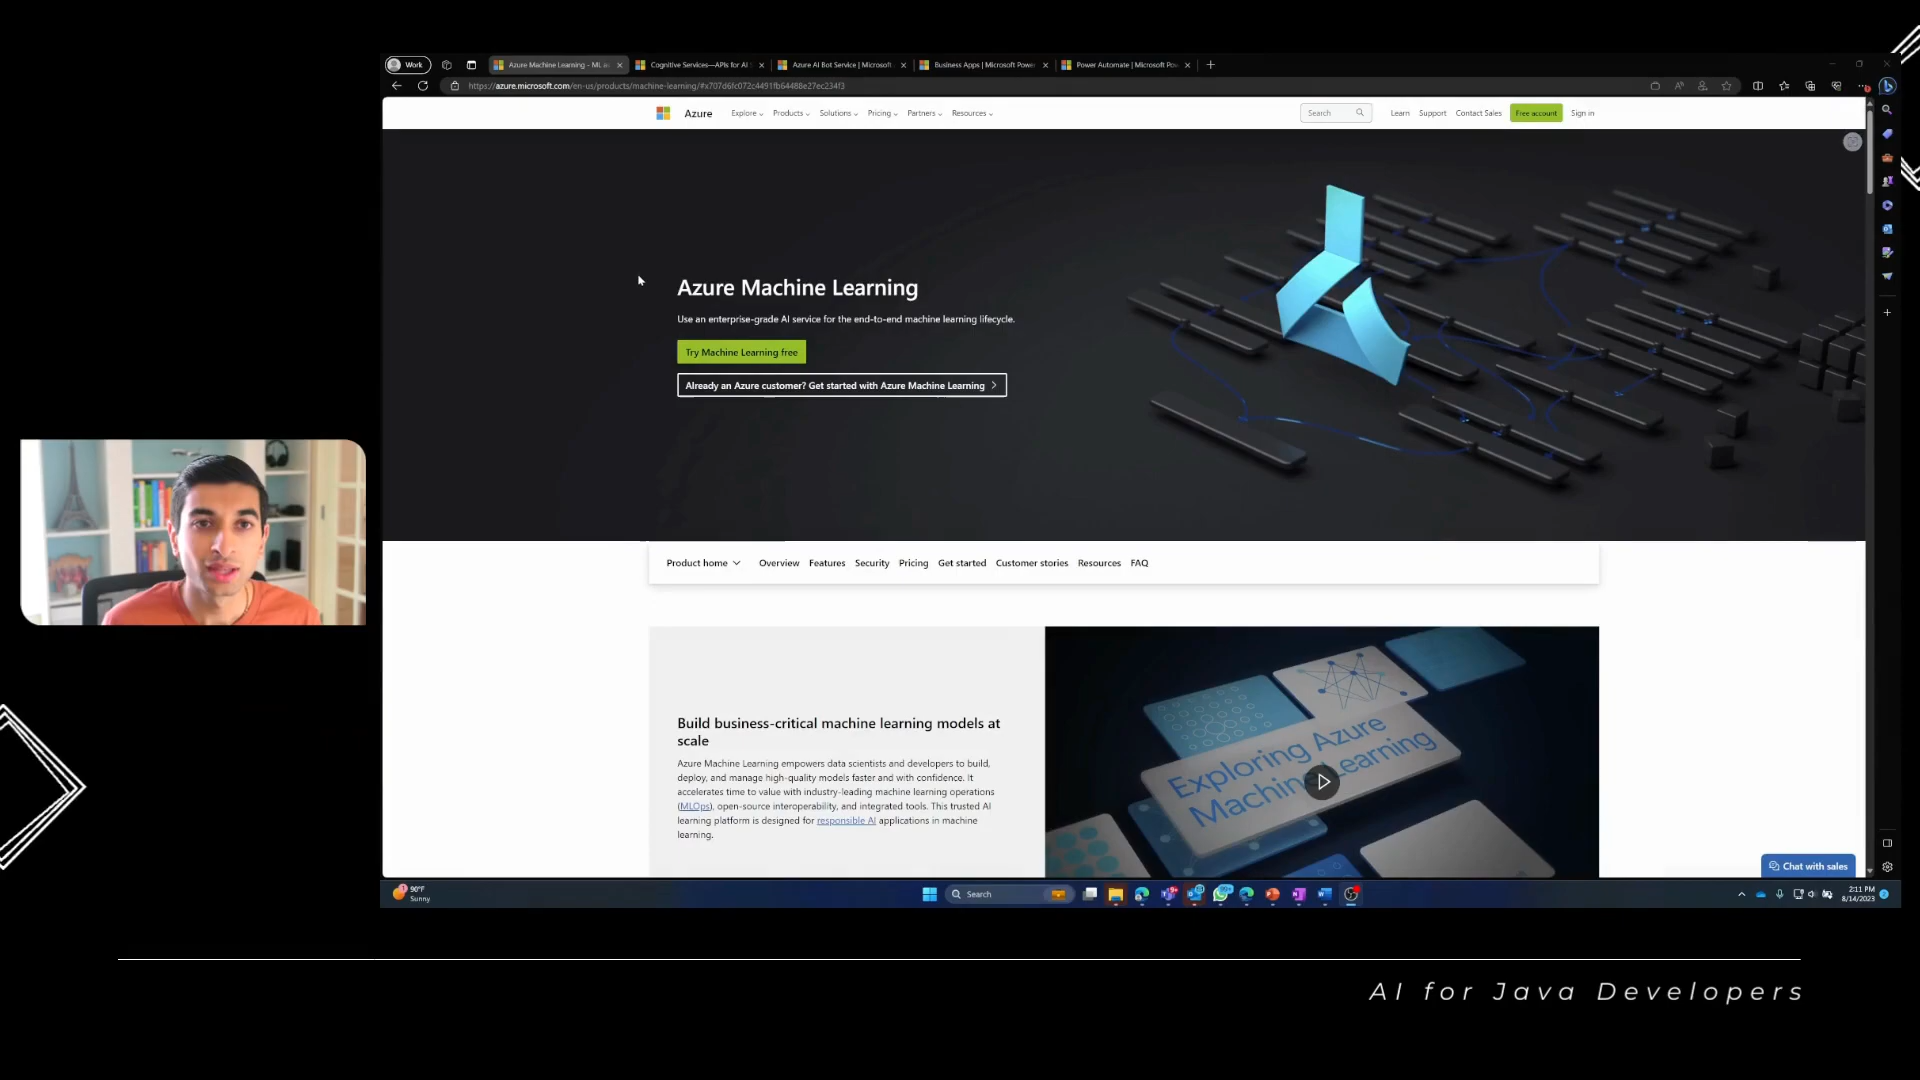 Work
Azure Machine Learning - ML as
Cognitive Services—APIs for AI S
Azure AI Bot Service | Microsoft
Business Apps | Microsoft Power
Power Automate | Microsoft Po
https://azure.microsoft.com/en-us/products/machine-learning/#x707d6fc072c4491fb64488e27ec234f3
Azure
Explore
Products
Solutions
Pricing
Partners
Resources
Search
Learn
Support
Contact Sales
Free account
Sign in
Azure Machine Learning
Use an enterprise-grade AI service for the end-to-end machine learning lifecycle.
Try Machine Learning free
Already an Azure customer? Get started with Azure Machine Learning
Product home
Overview
Features
Security
Pricing
Get started
Customer stories
Resources
FAQ
Build business-critical machine learning models at
scale
Azure Machine Learning empowers data scientists and developers to build,
deploy, and manage high-quality models faster and with confidence. It
accelerates time to value with industry-leading machine learning operations
(MLOps), open-source interoperability, and integrated tools. This trusted AI
learning platform is designed for responsible AI applications in machine
learning.
Exploring Azure
Machine Learning
Chat with sales
90°F
Sunny
Search
2:11 PM
8/14/2023
AI for Java Developers